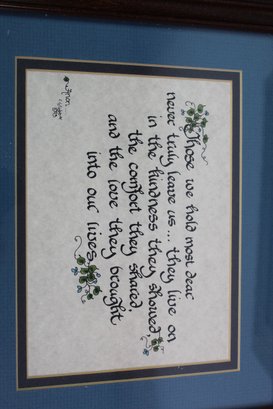 Those we hold most dear
never truly leave us... they live on
in the kindness they showed,
the comfort they shared,
and the love they brought
into our lives.